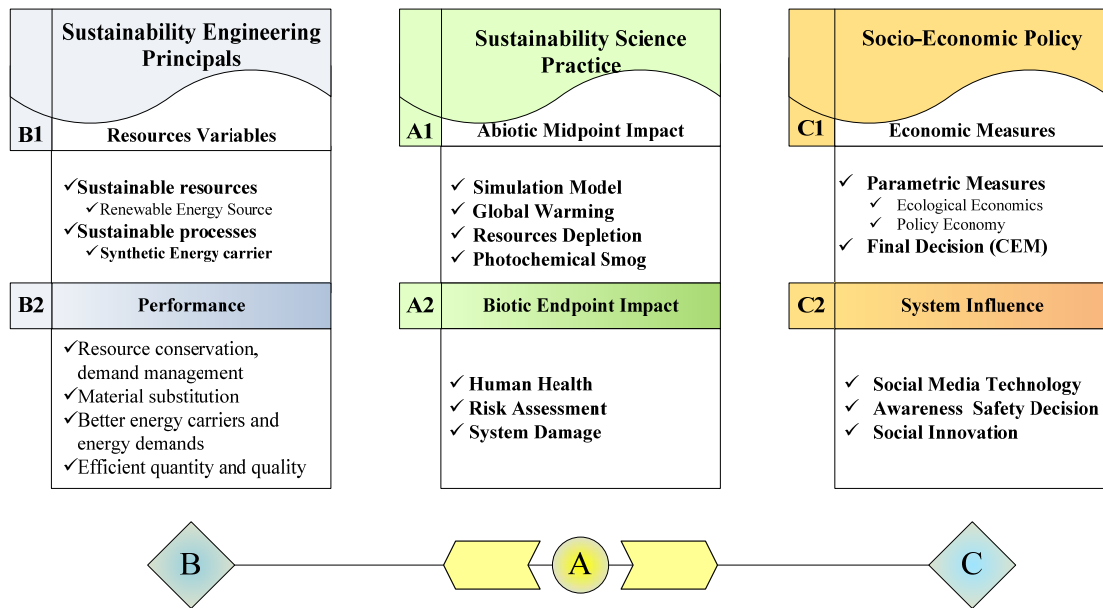 Sustainability Engineering
Principals
B1
Resources Variables
✓Sustainable resources
✓Renewable Energy Source
✓Sustainable processes
✓Synthetic Energy carrier
B2
Performance
✓Resource conservation,
demand management
✓Material substitution
✓Better energy carriers and
energy demands
✓Efficient quantity and quality
Sustainability Science
Practice
A1
Abiotic Midpoint Impact
✓ Simulation Model
✓ Global Warming
✓ Resources Depletion
✓ Photochemical Smog
A2
Biotic Endpoint Impact
✓ Human Health
✓ Risk Assessment
✓ System Damage
Socio-Economic Policy
C1
Economic Measures
✓ Parametric Measures
✓ Ecological Economics
✓ Policy Economy
✓ Final Decision (CEM)
C2
System Influence
✓ Social Media Technology
✓ Awareness Safety Decision
✓ Social Innovation
B
A
C